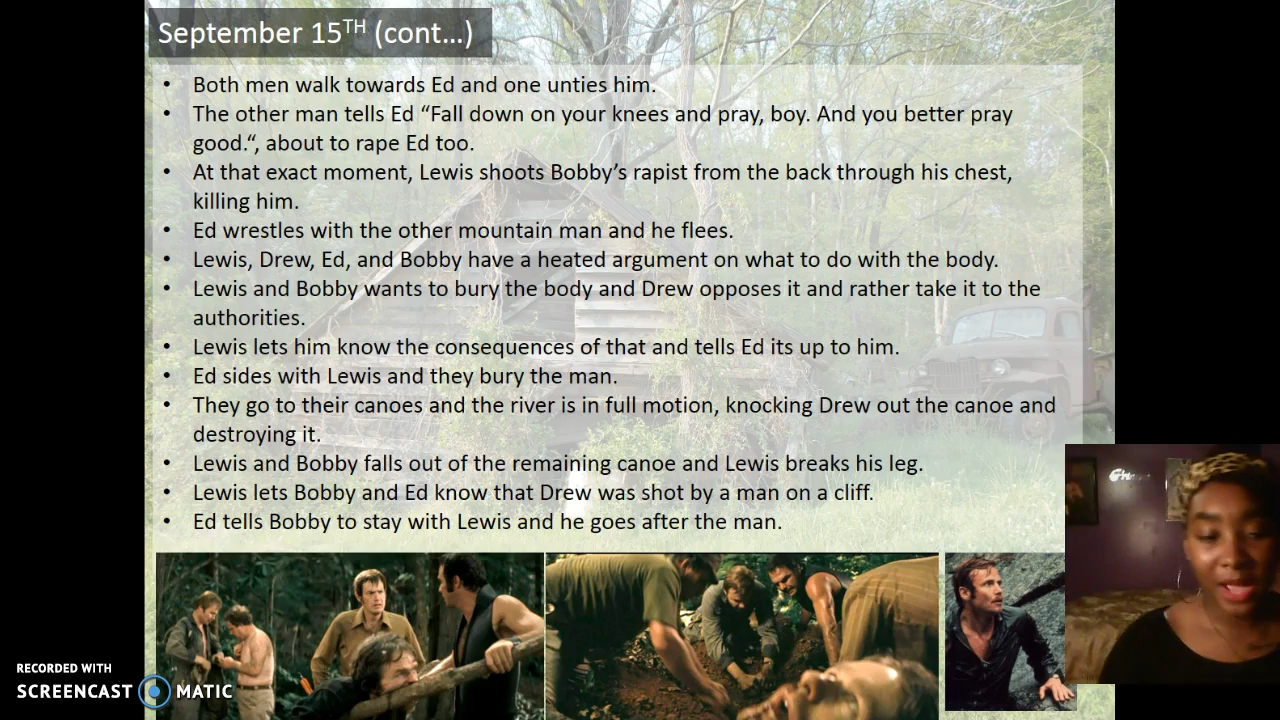 September 15TH (cont…)
• Both men walk towards Ed and one unties him.
• The other man tells Ed “Fall down on your knees and pray, boy. And you better pray
good.“, about to rape Ed too.
• At that exact moment, Lewis shoots Bobby’s rapist from the back through his chest,
killing him.
• Ed wrestles with the other mountain man and he flees.
• Lewis, Drew, Ed, and Bobby have a heated argument on what to do with the body.
• Lewis and Bobby wants to bury the body and Drew opposes it and rather take it to the
authorities.
• Lewis lets him know the consequences of that and tells Ed its up to him.
• Ed sides with Lewis and they bury the man.
• They go to their canoes and the river is in full motion, knocking Drew out the canoe and
destroying it.
• Lewis and Bobby falls out of the remaining canoe and Lewis breaks his leg.
• Lewis lets Bobby and Ed know that Drew was shot by a man on a cliff.
• Ed tells Bobby to stay with Lewis and he goes after the man.
RECORDED WITH
SCREENCAST MATIC